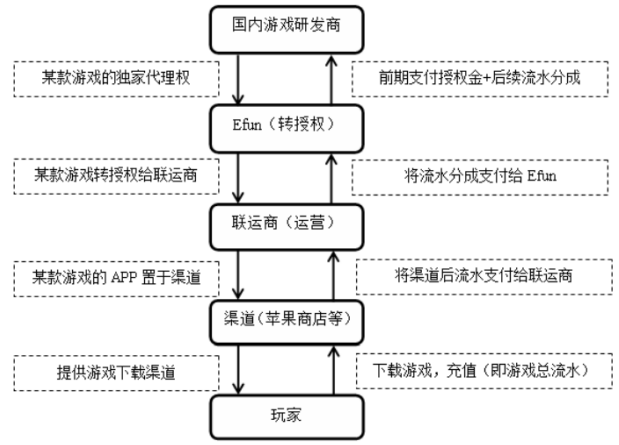 国内游戏研发商
某款游戏的独家代理权
前期支付授权金+后续流水分成
Efun（转授权）
某款游戏转授权给联运商
将流水分成支付给 Efun
联运商（运营）
某款游戏的 APP 置于渠道
将渠道后流水支付给联运商
渠道（苹果商店等）
提供游戏下载渠道
下载游戏，充值（即游戏总流水）
玩家